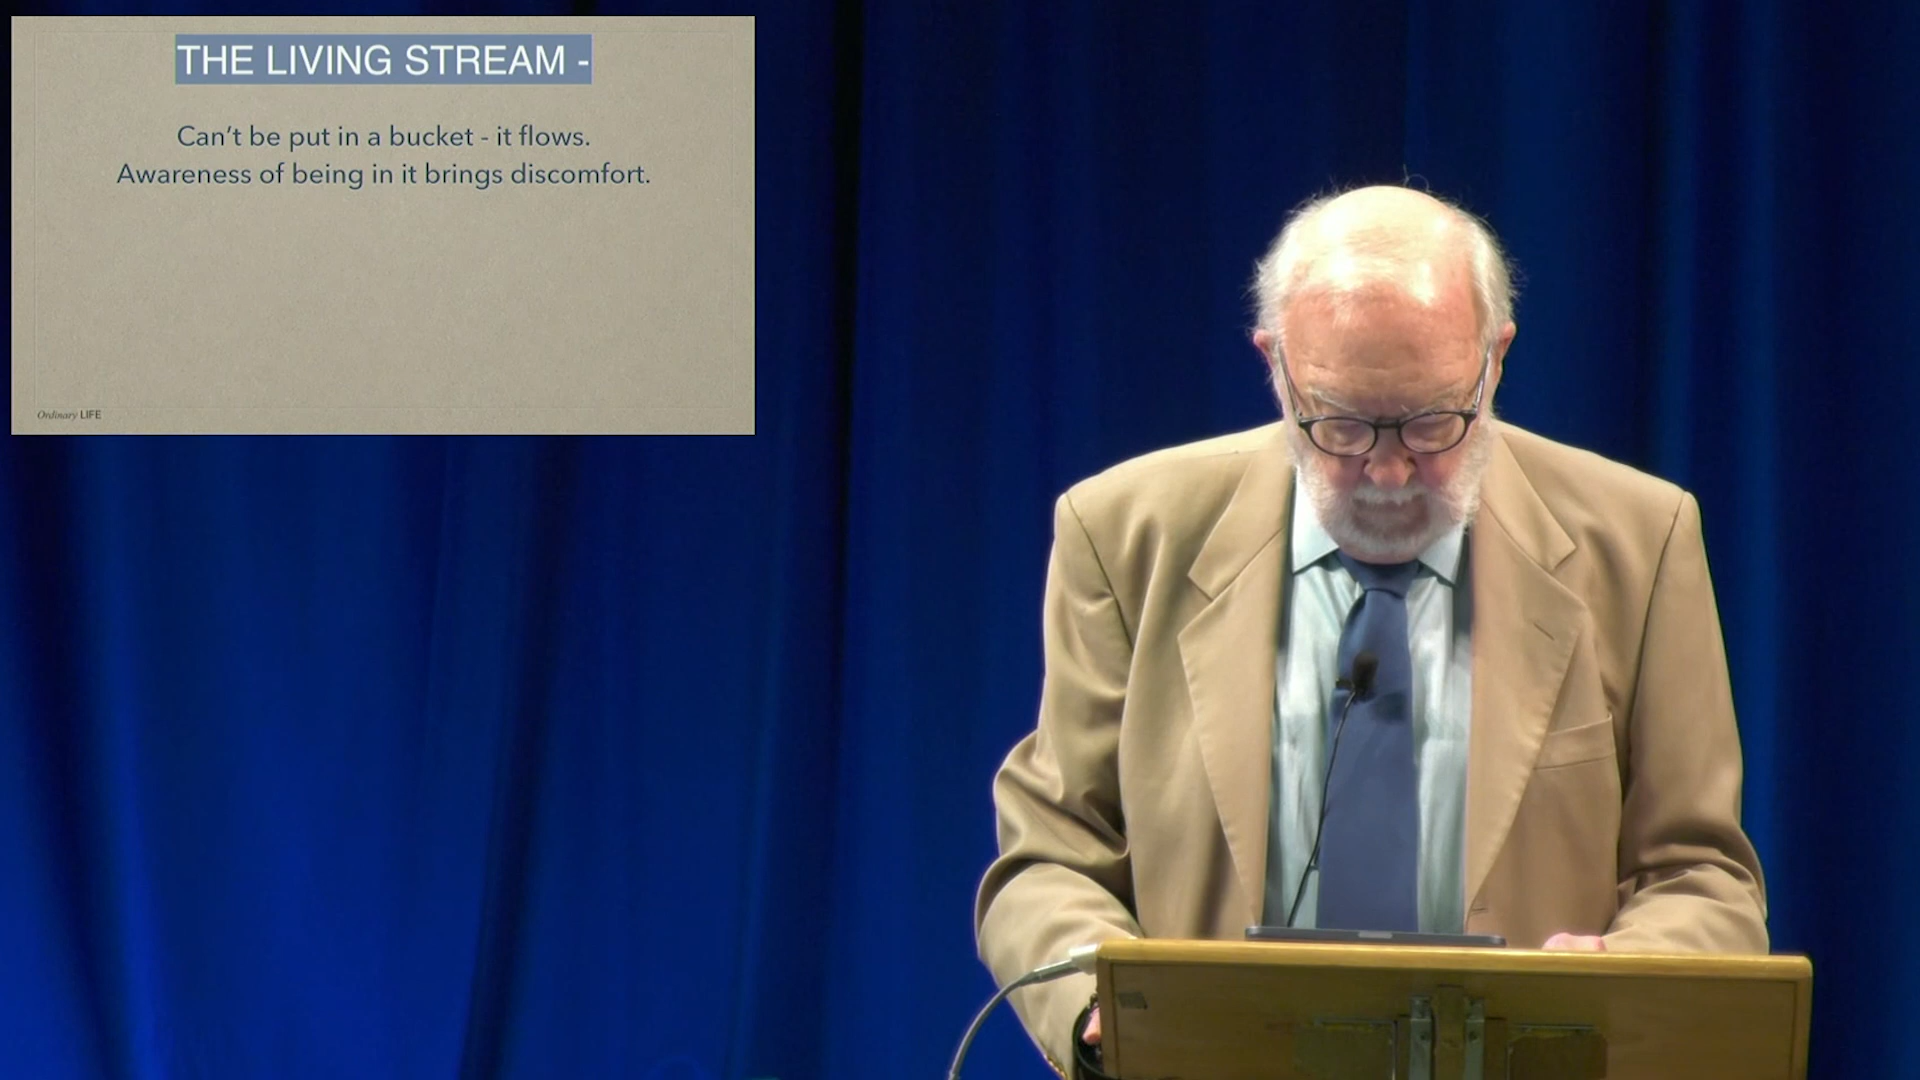 THE LIVING STREAM -
Can't be put in a bucket - it flows.
Awareness of being in it brings discomfort.
Ordinary LIFE